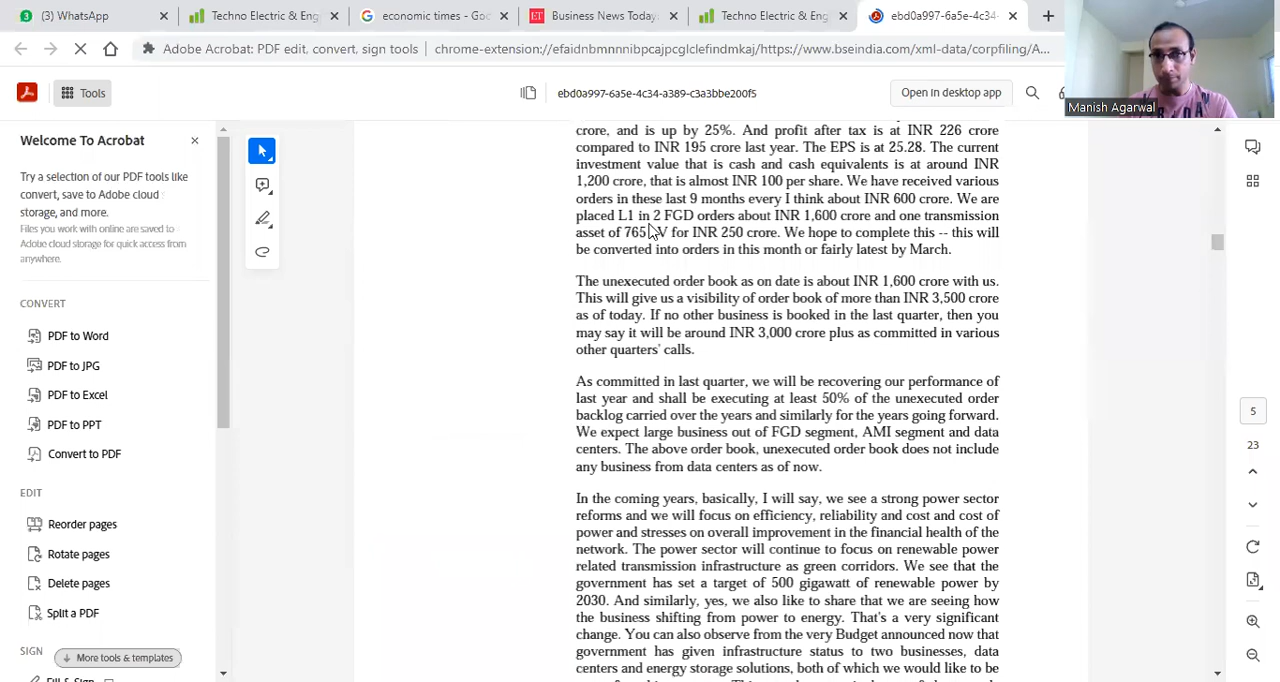 3 WhatsApp
Techno Electric & Eng
economic times - Goo
Business News Today:
Techno Electric & Eng
ebd0a997-6a5e-4c34-
Adobe Acrobat: PDF edit, convert, sign tools
chrome-extension://efaidnbmnnnibpcajpcglclefindmkaj/https://www.bseindia.com/xml-data/corpfiling/A...
Manish Agarwal
Tools
ebd0a997-6a5e-4c34-a389-c3a3bbe200f5
Open in desktop app
Welcome To Acrobat
Try a selection of our PDF tools like
convert, save to Adobe cloud
storage, and more.
Files you work with online are saved to
Adobe cloud storage for quick access from
anywhere.
CONVERT
PDF to Word
PDF to JPG
PDF to Excel
PDF to PPT
Convert to PDF
EDIT
Reorder pages
Rotate pages
Delete pages
Split a PDF
SIGN
More tools & templates
Fill & Sign
crore, and is up by 25%. And profit after tax is at INR 226 crore
compared to INR 195 crore last year. The EPS is at 25.28. The current
investment value that is cash and cash equivalents is at around INR
1,200 crore, that is almost INR 100 per share. We have received various
orders in these last 9 months every I think about INR 600 crore. We are
placed L1 in 2 FGD orders about INR 1,600 crore and one transmission
asset of 765 V for INR 250 crore. We hope to complete this -- this will
be converted into orders in this month or fairly latest by March.
The unexecuted order book as on date is about INR 1,600 crore with us.
This will give us a visibility of order book of more than INR 3,500 crore
as of today. If no other business is booked in the last quarter, then you
may say it will be around INR 3,000 crore plus as committed in various
other quarters' calls.
As committed in last quarter, we will be recovering our performance of
last year and shall be executing at least 50% of the unexecuted order
backlog carried over the years and similarly for the years going forward.
We expect large business out of FGD segment, AMI segment and data
centers. The above order book, unexecuted order book does not include
any business from data centers as of now.
In the coming years, basically, I will say, we see a strong power sector
reforms and we will focus on efficiency, reliability and cost and cost of
power and stresses on overall improvement in the financial health of the
network. The power sector will continue to focus on renewable power
related transmission infrastructure as green corridors. We see that the
government has set a target of 500 gigawatt of renewable power by
2030. And similarly, yes, we also like to share that we are seeing how
the business shifting from power to energy. That's a very significant
change. You can also observe from the very Budget announced now that
government has given infrastructure status to two businesses, data
centers and energy storage solutions, both of which we would like to be
5
23